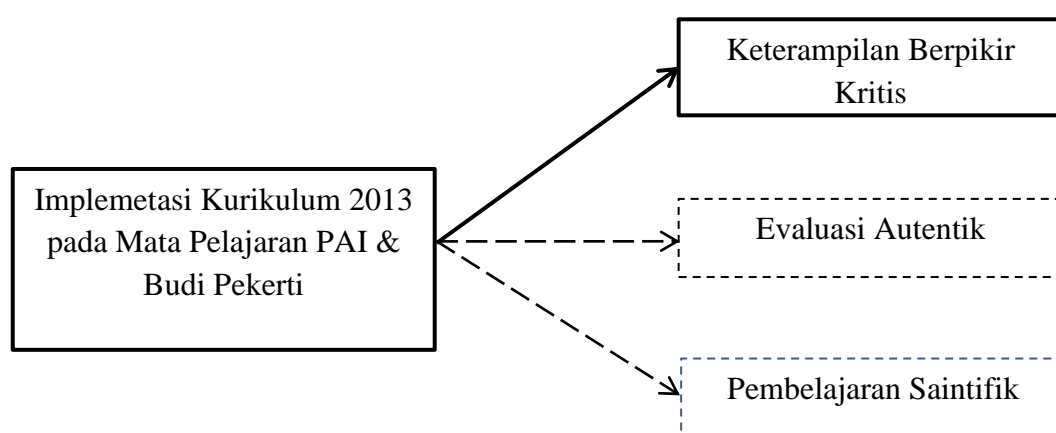 Keterampilan Berpikir
Kritis
Implemetasi Kurikulum 2013
pada Mata Pelajaran PAI &
Budi Pekerti
Evaluasi Autentik
Pembelajaran Saintifik